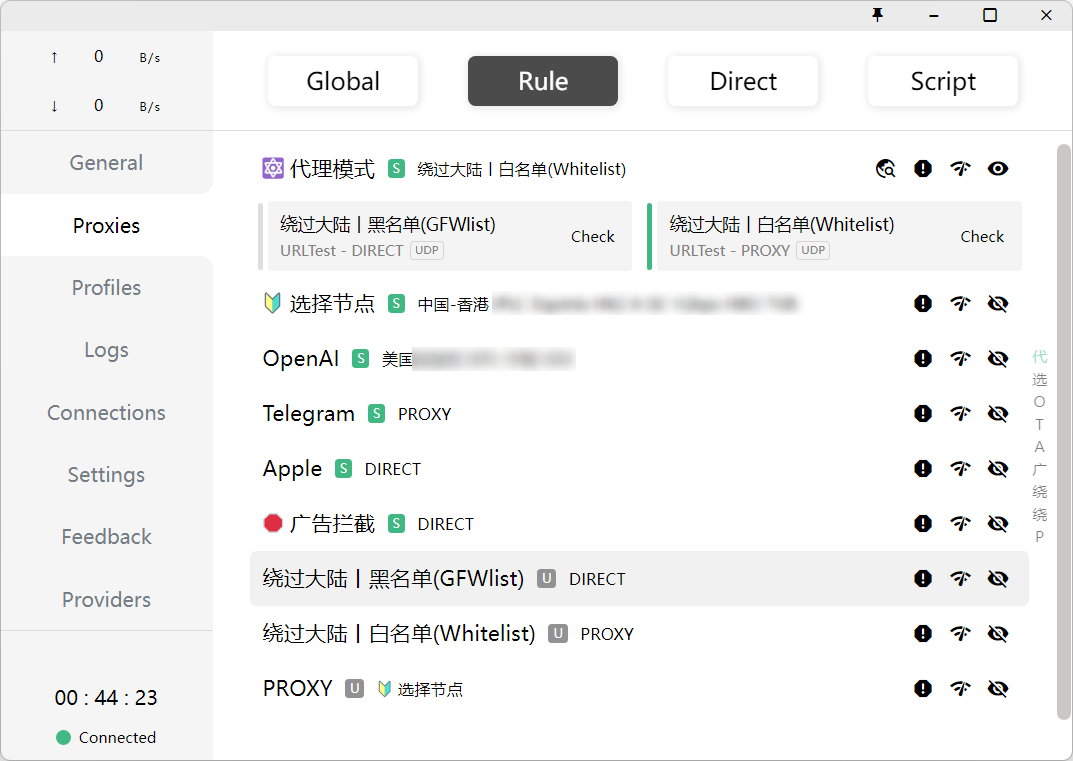 ↑ 0 B/s
↓ 0 B/s
General
Proxies
Profiles
Logs
Connections
Settings
Feedback
Providers
00 : 44 : 23
Connected
Global Rule Direct Script
代理模式 S 绕过大陆丨白名单(Whitelist)
绕过大陆丨黑名单(GFWlist)
URLTest - DIRECT UDP
Check
绕过大陆丨白名单(Whitelist)
URLTest - PROXY UDP
Check
选择节点 S 中国-香港
OpenAI S 美国
Telegram S PROXY
Apple S DIRECT
广告拦截 S DIRECT
绕过大陆丨黑名单(GFWlist) U DIRECT
绕过大陆丨白名单(Whitelist) U PROXY
PROXY U 选择节点
代
选
O
T
A
广
绕
绕
P